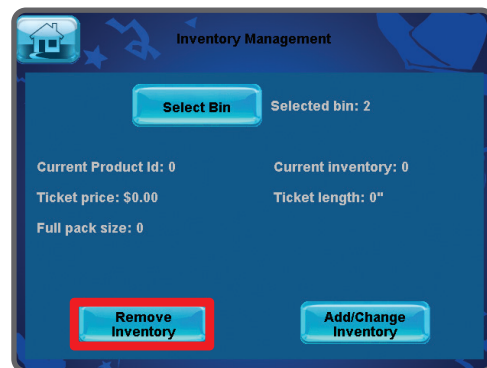 Inventory Management
Select Bin
Selected bin: 2
Current Product Id: 0
Current inventory: 0
Ticket price: $0.00
Ticket length: 0"
Full pack size: 0
Remove
Inventory
Add/Change
Inventory